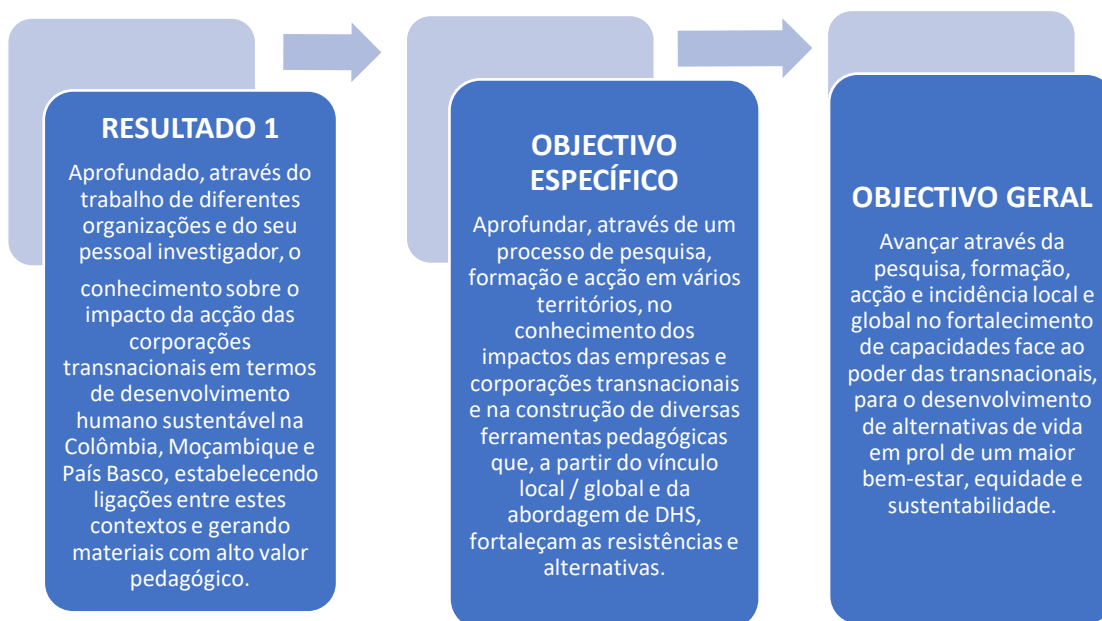 RESULTADO 1
Aprofundado, através do
trabalho de diferentes
organizações e do seu
pessoal investigador, o
conhecimento sobre o
impacto da acção das
corporações
transnacionais em termos
de desenvolvimento
humano sustentável na
Colômbia, Moçambique e
País Basco, estabelecendo
ligações entre estes
contextos e gerando
materiais com alto valor
pedagógico.
OBJECTIVO
ESPECÍFICO
Aprofundar, através de um
processo de pesquisa,
formação e acção em vários
territórios, no
conhecimento dos
impactos das empresas e
corporações transnacionais
e na construção de diversas
ferramentas pedagógicas
que, a partir do vínculo
local / global e da
abordagem de DHS,
fortaleçam as resistências e
alternativas.
OBJECTIVO GERAL
Avançar através da
pesquisa, formação,
acção e incidência local e
global no fortalecimento
de capacidades face ao
poder das transnacionais,
para o desenvolvimento
de alternativas de vida
em prol de um maior
bem-estar, equidade e
sustentabilidade.